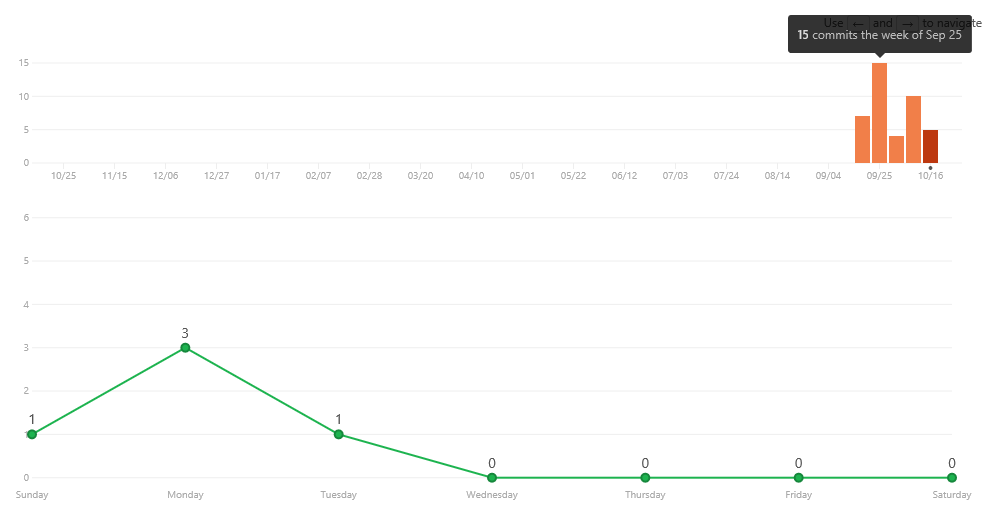 Use ← and → to navigate
15 commits the week of Sep 25
15
10
5
0
10/25 11/15 12/06 12/27 01/17 02/07 02/28 03/20 04/10 05/01 05/22 06/12 07/03 07/24 08/14 09/04 09/25 10/16
6
5
4
3
3
2
1
1
1
0 0 0 0
0
Sunday Monday Tuesday Wednesday Thursday Friday Saturday